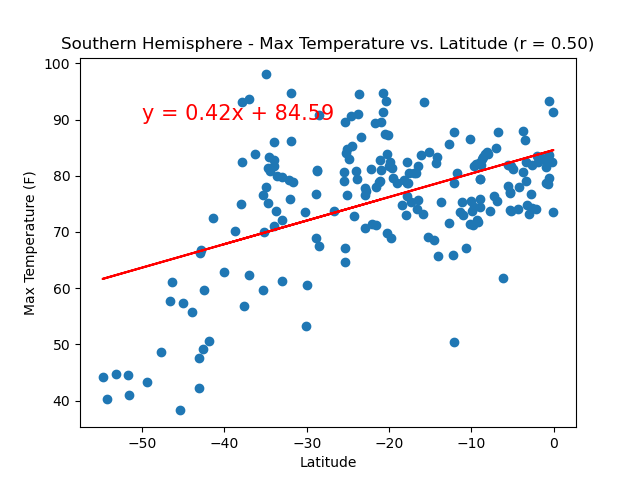 Southern Hemisphere - Max Temperature vs. Latitude (r = 0.50)
100
y = 0.42x + 84.59
90
80
70
60
50
40
Max Temperature (F)
−50 −40 −30 −20 −10 0
Latitude